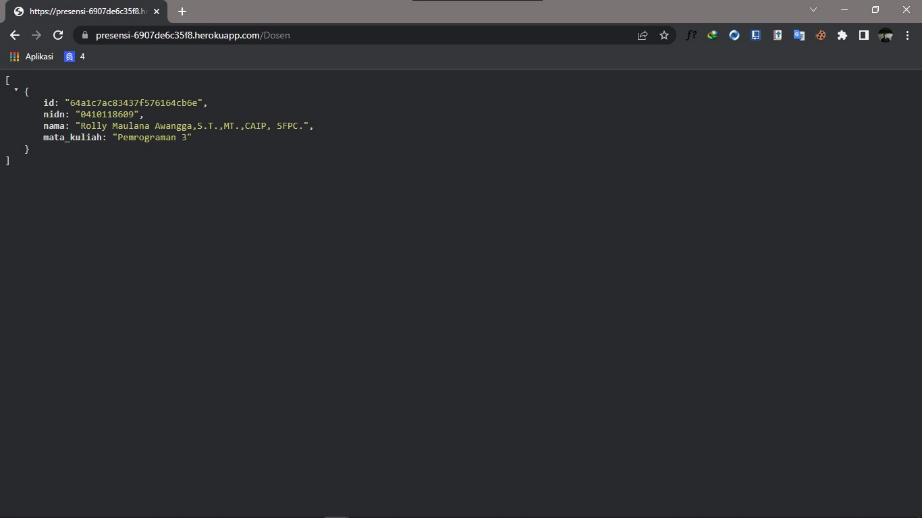 https://presensi-6907de6c35f8.he
presensi-6907de6c35f8.herokuapp.com/Dosen
f?
Aplikasi
4
[
{
id: "64a1c7ac83437f576164cb6e",
nidn: "0410118609",
nama: "Rolly Maulana Awangga,S.T.,MT.,CAIP, SFPC.",
mata_kuliah: "Pemrograman 3"
}
]